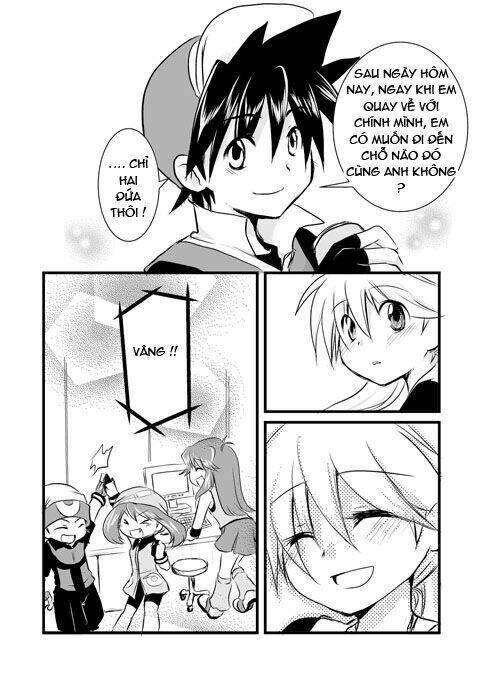 SAU NGÀY HÔM
NAY, NGAY KHI EM
QUAY VỀ VỚI
CHÍNH MÌNH, EM
CÓ MUỐN ĐI ĐẾN
CHỖ NÀO ĐÓ
CÙNG ANH KHÔNG
?
.... CHỈ
HAI
ĐỨA
THÔI !
VÂNG !!